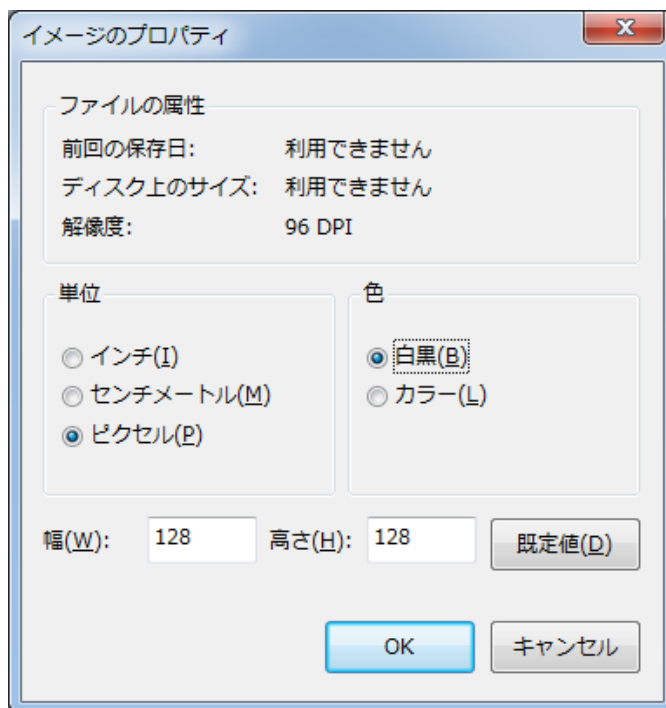 イメージのプロパティ
ファイルの属性
前回の保存日: 利用できません
ディスク上のサイズ: 利用できません
解像度: 96 DPI
単位
インチ(I)
センチメートル(M)
ピクセル(P)
色
白黒(B)
カラー(L)
幅(W): 128 高さ(H): 128 既定値(D)
OK キャンセル